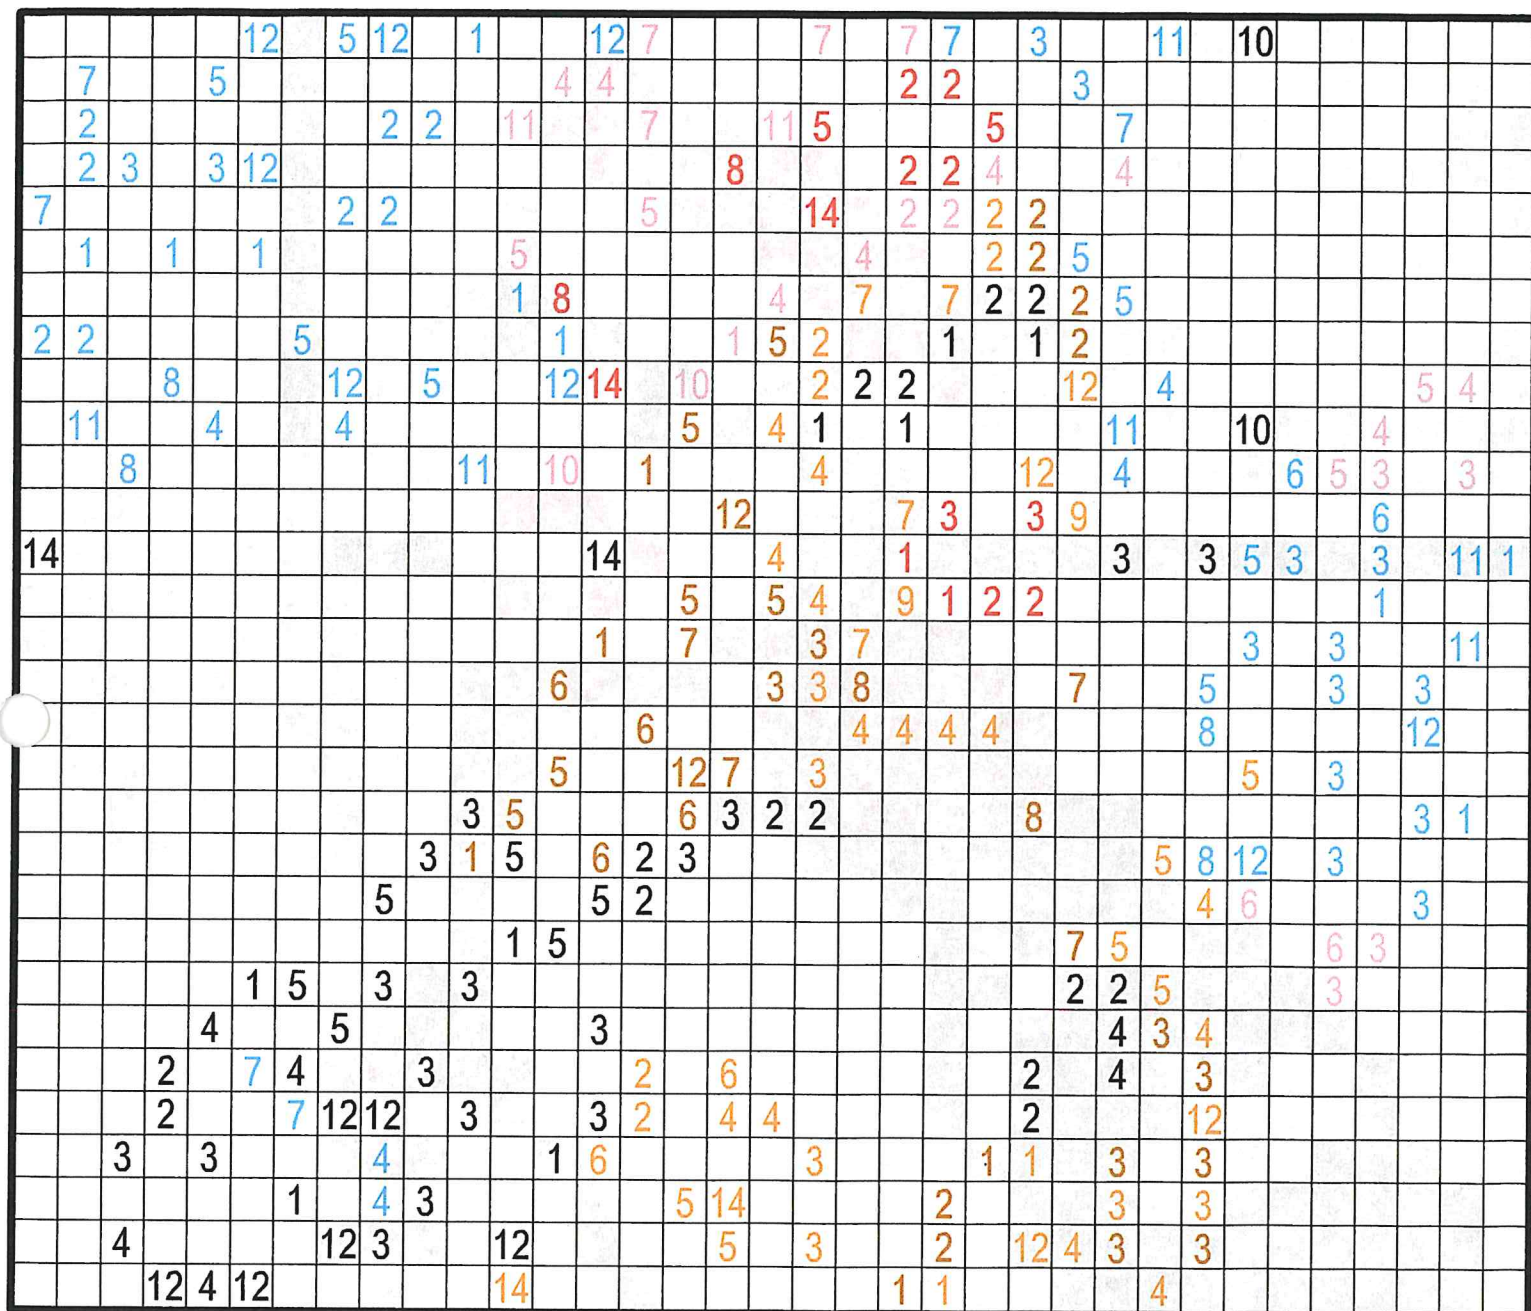 12 5 12 1 12 7 7 7 7 3 11 10
7 5 4 4 2 2 3
2 2 2 11 7 11 5 5 7
2 3 3 12 8 2 2 4 4
7 2 2 5 14 2 2 2 2
1 1 1 5 4 2 2 5
1 8 4 7 7 2 2 2 5
2 2 5 1 1 5 2 1 1 2
8 12 5 12 14 10 2 2 2 12 4 5 4
11 4 4 5 4 1 1 11 10 4
8 11 10 1 4 12 4 6 5 3 3
12 7 3 3 9 6
14 14 4 1 3 3 5 3 3 11 1
5 5 4 9 1 2 2 1
1 7 3 7 3 3 11
6 3 3 8 7 5 3 3
6 4 4 4 4 8 12
5 12 7 3 5 3
3 5 6 3 2 2 8 3 1
3 1 5 6 2 3 5 8 12 3
5 5 2 4 6 3
1 5 7 5 6 3
1 5 3 3 2 2 5 3
4 5 3 4 3 4
2 7 4 3 2 6 2 4 3
2 7 12 12 3 3 2 4 4 2 12
3 3 4 1 6 3 1 1 3 3
1 4 3 5 14 2 3 3
4 12 3 12 5 3 2 12 4 3 3
12 4 12 14 1 1 4